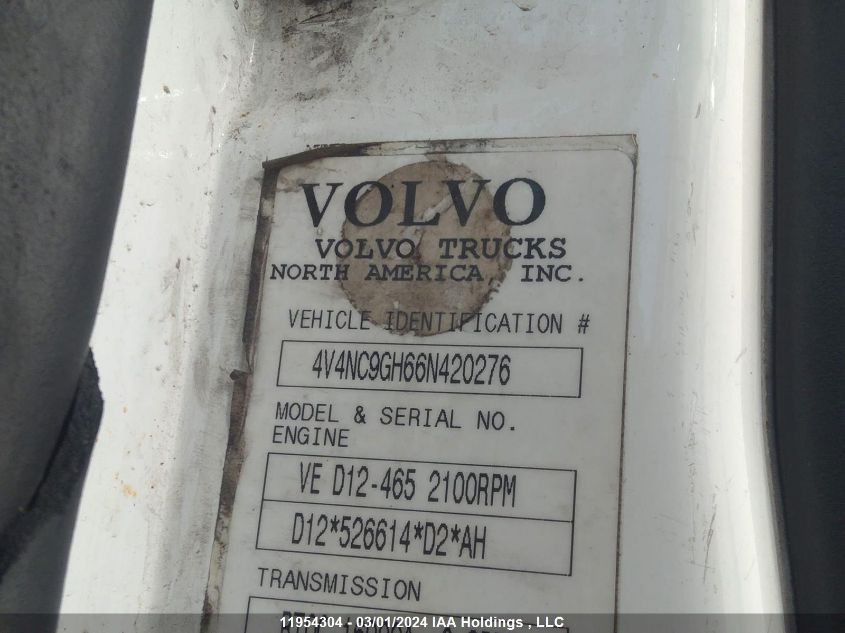 VOLVO
VOLVO TRUCKS
NORTH AMERICA, INC.
VEHICLE IDENTIFICATION #
4V4NC9GH66N420276
MODEL & SERIAL NO.
ENGINE
VE D12-465 2100RPM
D12*526614*D2*AH
TRANSMISSION
11954304 - 03/01/2024 IAA Holdings, LLC